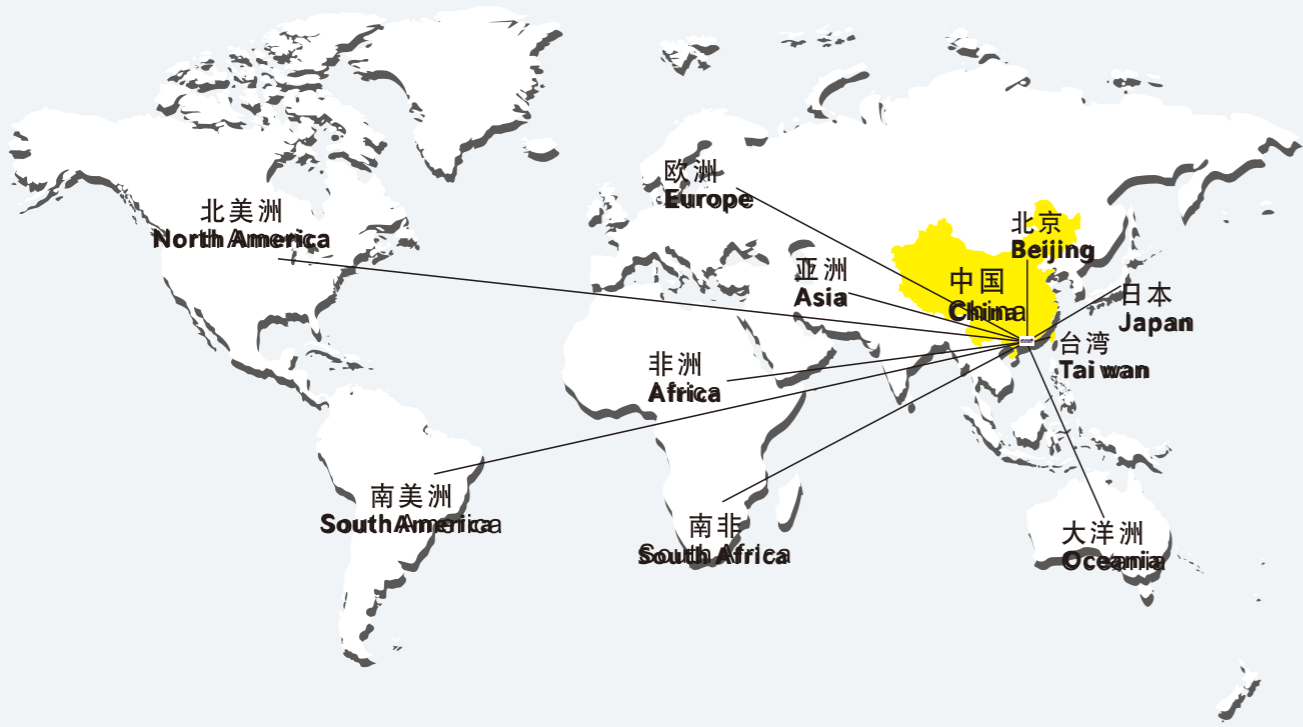 欧洲
Europe
北美洲
North America
北京
Beijing
亚洲
Asia
中国
China
日本
Japan
台湾
Tai wan
非洲
Africa
南美洲
South America
南非
South Africa
大洋洲
Oceania